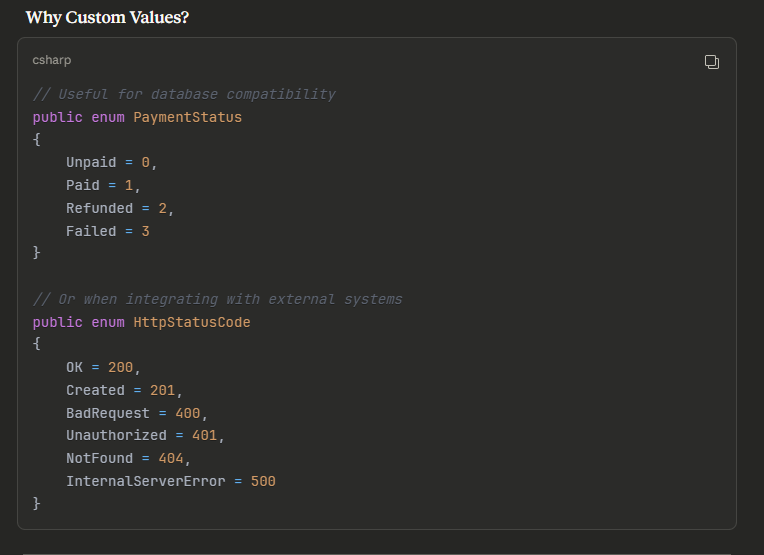 Why Custom Values?
csharp
// Useful for database compatibility
public enum PaymentStatus
{
    Unpaid = 0,
    Paid = 1,
    Refunded = 2,
    Failed = 3
}
// Or when integrating with external systems
public enum HttpStatusCode
{
    OK = 200,
    Created = 201,
    BadRequest = 400,
    Unauthorized = 401,
    NotFound = 404,
    InternalServerError = 500
}